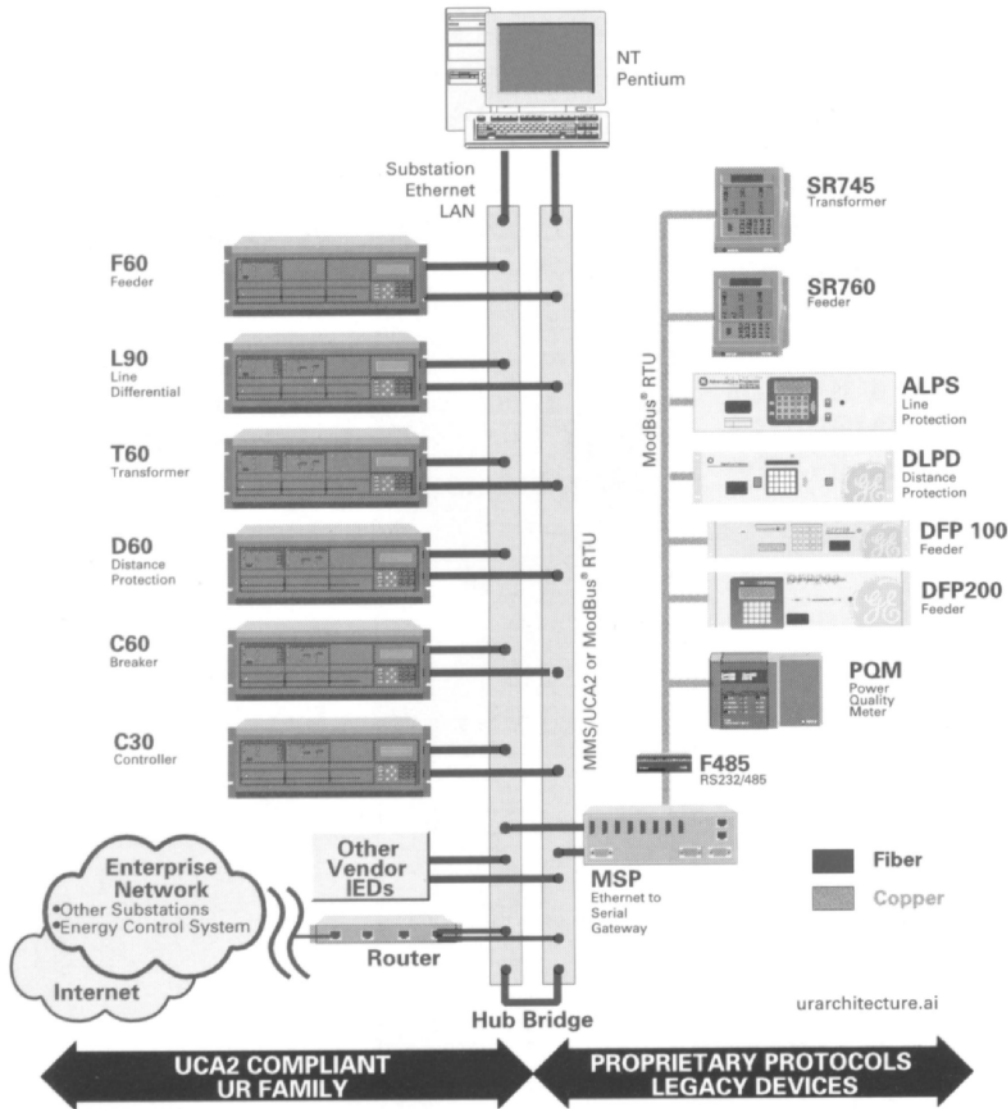 NT
Pentium
Substation
Ethernet
LAN
F60
Feeder
L90
Line
Differential
T60
Transformer
D60
Distance
Protection
C60
Breaker
C30
Controller
MMS/UCA2 or ModBus® RTU
ModBus® RTU
SR745
Transformer
SR760
Feeder
ALPS
Line
Protection
DLPD
Distance
Protection
DFP 100
Feeder
DFP200
Feeder
PQM
Power
Quality
Meter
F485
RS232/485
MSP
Ethernet to
Serial
Gateway
Other
Vendor
IEDs
Enterprise
Network
•Other Substations
•Energy Control System
Internet
Router
Hub Bridge
Fiber
Copper
urarchitecture.ai
UCA2 COMPLIANT
UR FAMILY
PROPRIETARY PROTOCOLS
LEGACY DEVICES